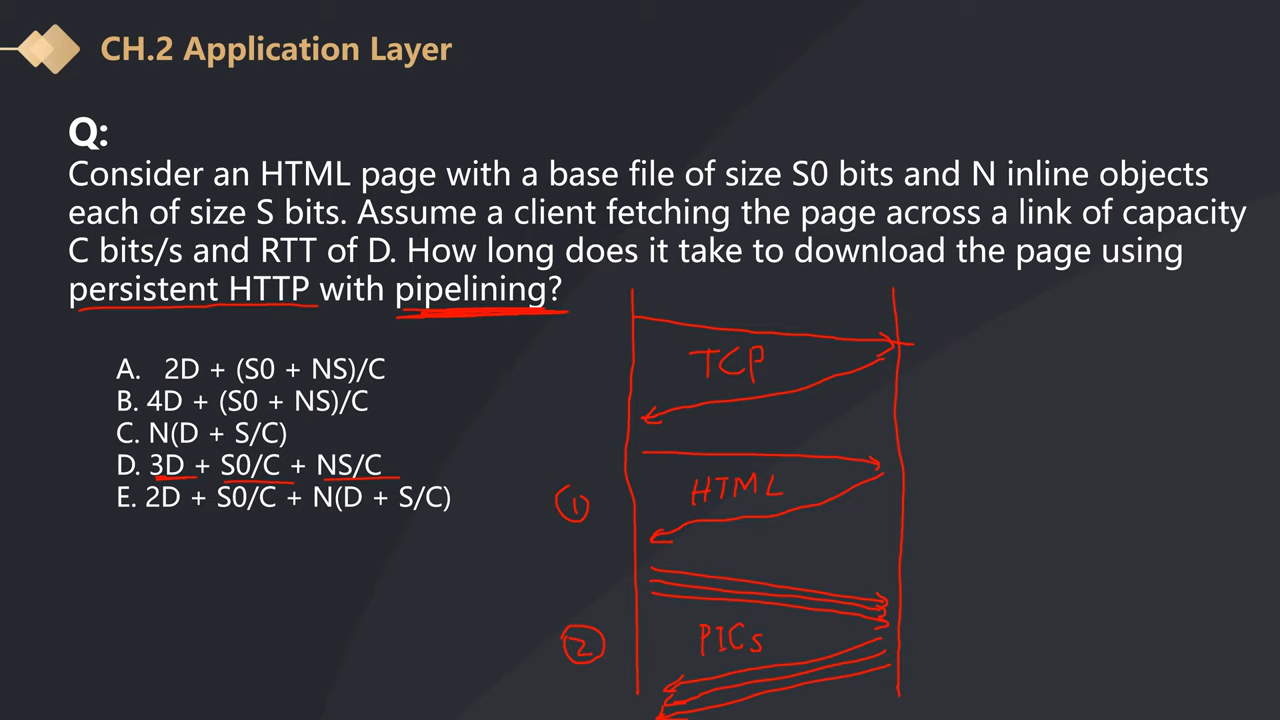 CH.2 Application Layer
Q:
Consider an HTML page with a base file of size S0 bits and N inline objects
each of size S bits. Assume a client fetching the page across a link of capacity
C bits/s and RTT of D. How long does it take to download the page using
persistent HTTP with pipelining?
A. 2D + (S0 + NS)/C
B. 4D + (S0 + NS)/C
C. N(D + S/C)
D. 3D + S0/C + NS/C
E. 2D + S0/C + N(D + S/C)
TCP
① HTML
② PICs